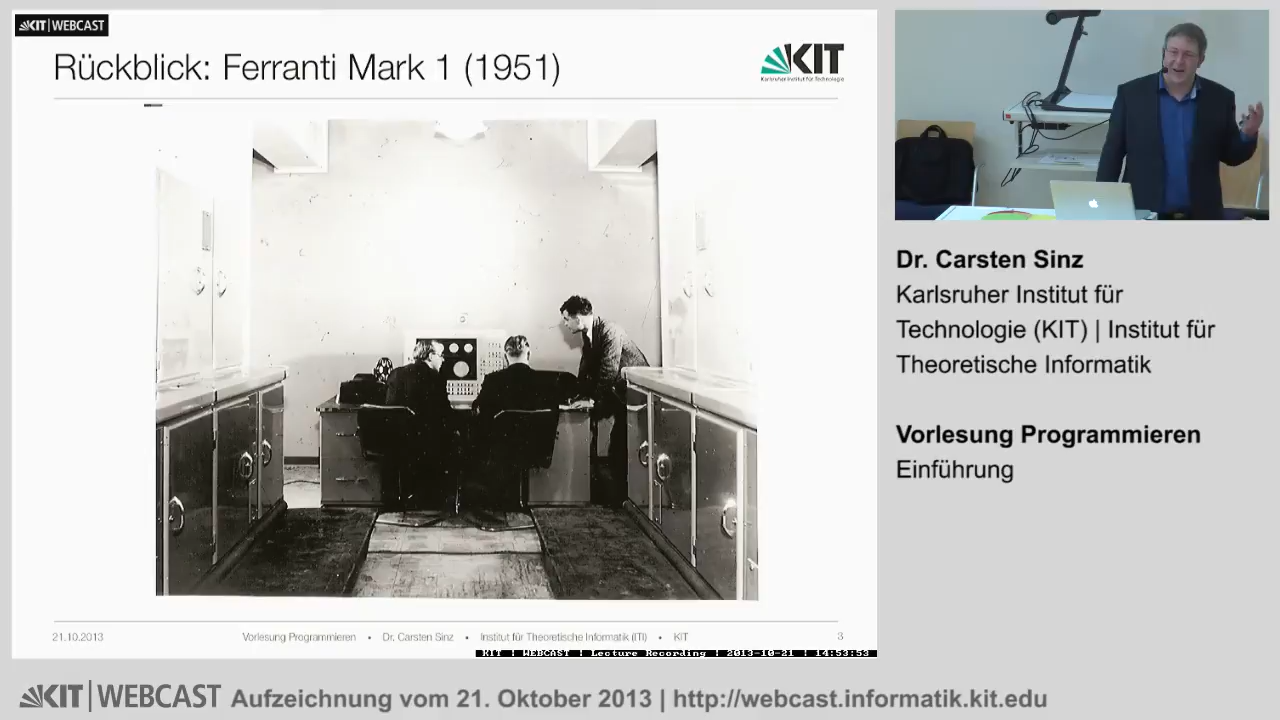 KIT | WEBCAST
Rückblick: Ferranti Mark 1 (1951)
KIT
Karlsruher Institut für Technologie
21.10.2013
Vorlesung Programmieren • Dr. Carsten Sinz • Institut für Theoretische Informatik (ITI) • KIT
3
KIT | WEBCAST | Lecture Recording | 2013-10-21 | 14:53:53
Dr. Carsten Sinz
Karlsruher Institut für
Technologie (KIT) | Institut für
Theoretische Informatik
Vorlesung Programmieren
Einführung
KIT | WEBCAST Aufzeichnung vom 21. Oktober 2013 | http://webcast.informatik.kit.edu